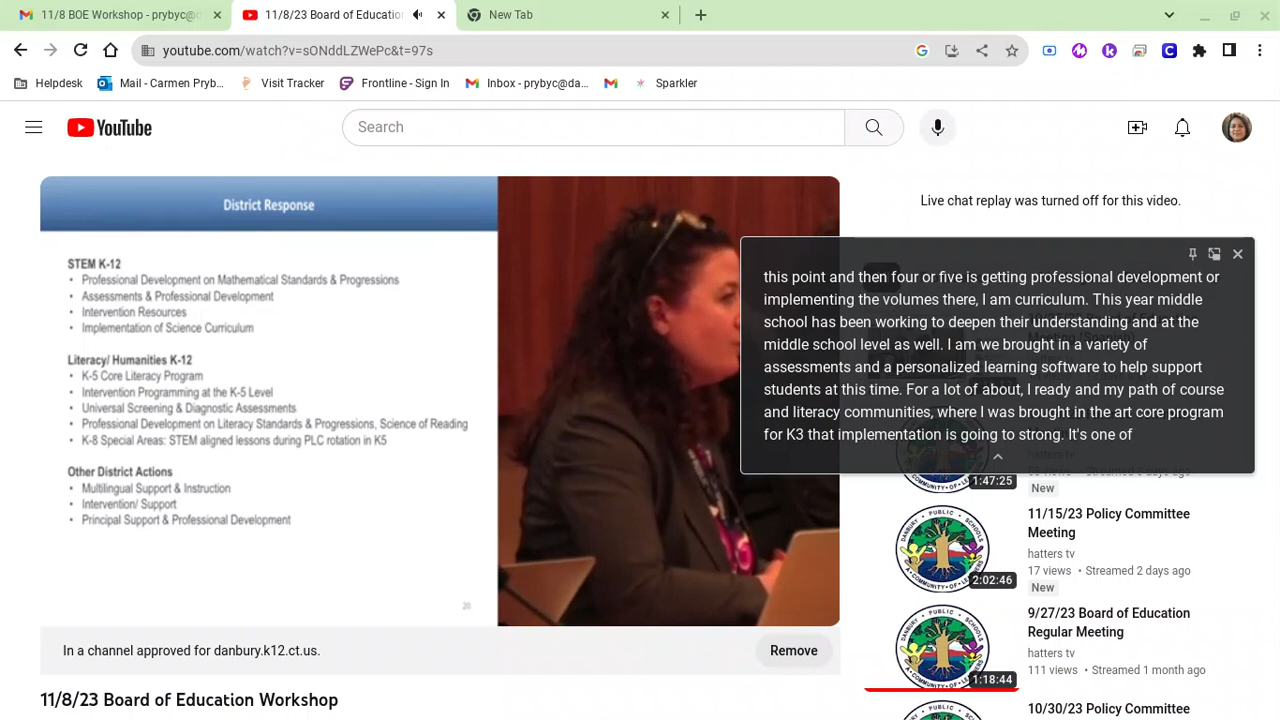 11/8 BOE Workshop - prybyc@d
11/8/23 Board of Education
New Tab
youtube.com/watch?v=sONddLZWePc&t=97s
Helpdesk
Mail - Carmen Pryb...
Visit Tracker
Frontline - Sign In
Inbox - prybyc@da...
Sparkler
YouTube
Search
Live chat replay was turned off for this video.
District Response
STEM K-12
• Professional Development on Mathematical Standards & Progressions
• Assessments & Professional Development
• Intervention Resources
• Implementation of Science Curriculum
Literacy/ Humanities K-12
• K-5 Core Literacy Program
• Intervention Programming at the K-5 Level
• Universal Screening & Diagnostic Assessments
• Professional Development on Literacy Standards & Progressions, Science of Reading
• K-8 Special Areas: STEM aligned lessons during PLC rotation in K5
Other District Actions
• Multilingual Support & Instruction
• Intervention/ Support
• Principal Support & Professional Development
20
this point and then four or five is getting professional development or
implementing the volumes there, I am curriculum. This year middle
school has been working to deepen their understanding and at the
middle school level as well. I am we brought in a variety of
assessments and a personalized learning software to help support
students at this time. For a lot of about, I ready and my path of course
and literacy communities, where I was brought in the art core program
for K3 that implementation is going to strong. It's one of
1:47:25
New
11/15/23 Policy Committee
Meeting
hatters tv
17 views • Streamed 2 days ago
New
2:02:46
9/27/23 Board of Education
Regular Meeting
hatters tv
111 views • Streamed 1 month ago
1:18:44
10/30/23 Policy Committee
In a channel approved for danbury.k12.ct.us.
Remove
11/8/23 Board of Education Workshop